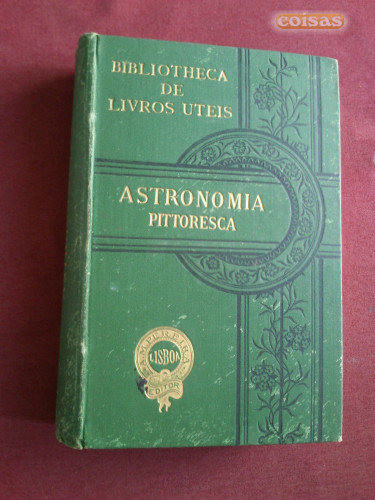 coisas
BIBLIOTHECA
DE
LIVROS UTEIS
ASTRONOMIA
PITTORESCA
LISBOA
EDITOR